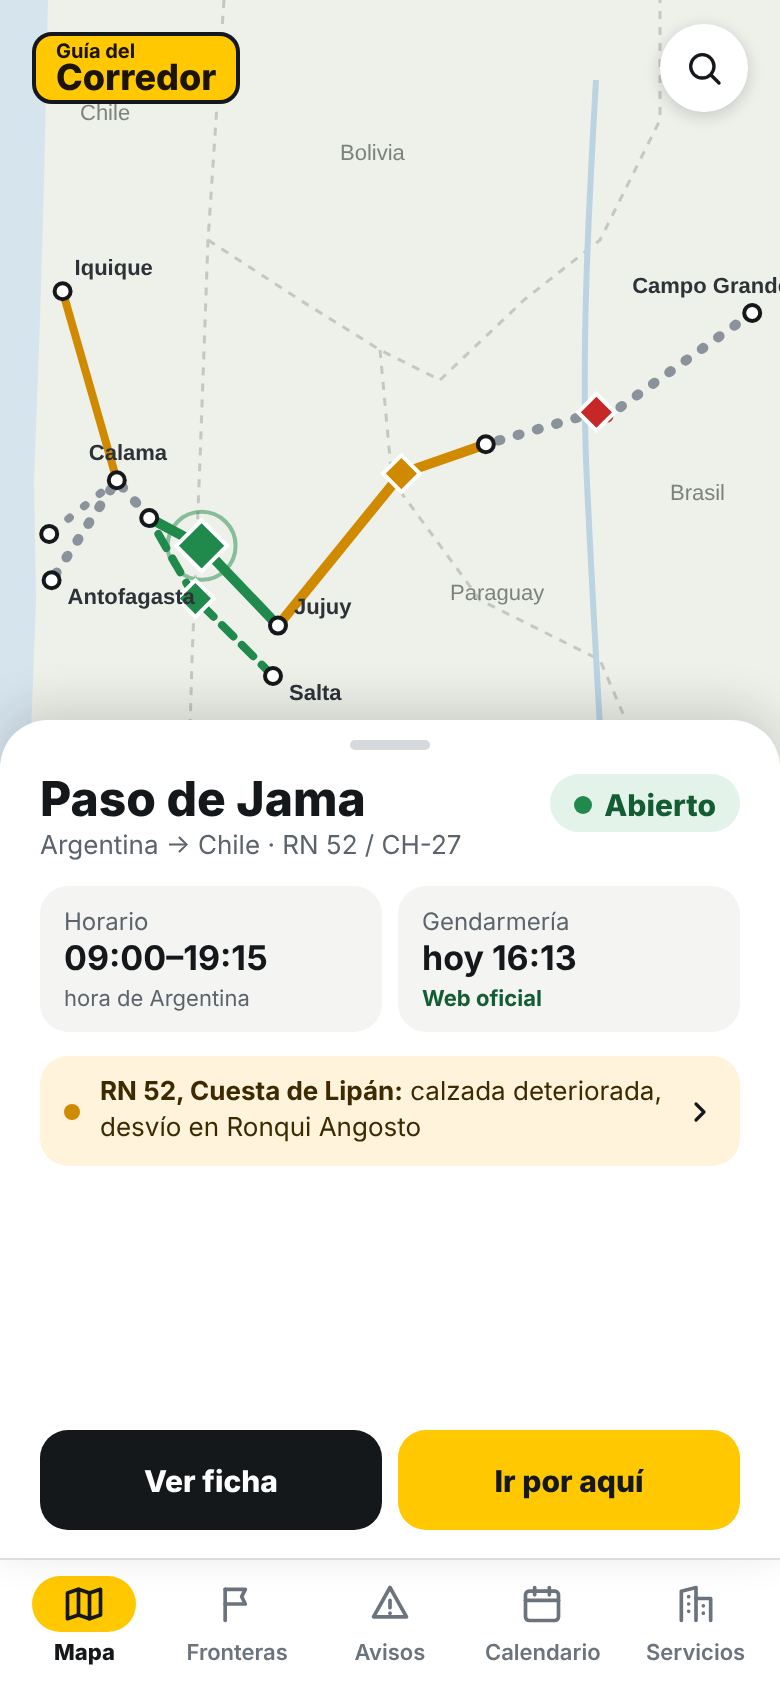 Guía del
Corredor
Chile
Bolivia
Iquique
Campo Grande
Calama
Brasil
Antofagasta
Jujuy
Paraguay
Salta
Paso de Jama
Abierto
Argentina → Chile · RN 52 / CH-27
Horario
09:00–19:15
hora de Argentina
Gendarmería
hoy 16:13
Web oficial
RN 52, Cuesta de Lipán: calzada deteriorada,
desvío en Ronqui Angosto
Ver ficha
Ir por aquí
Mapa
Fronteras
Avisos
Calendario
Servicios